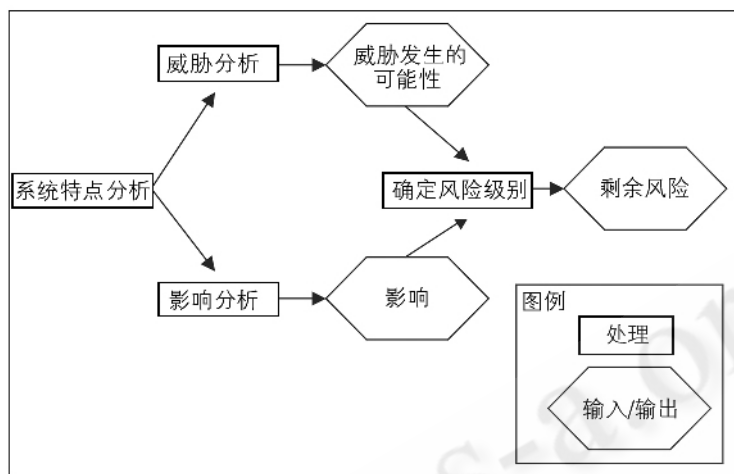 威胁分析
威胁发生的
可能性
系统特点分析
确定风险级别
剩余风险
影响分析
影响
图例
处理
输入/输出